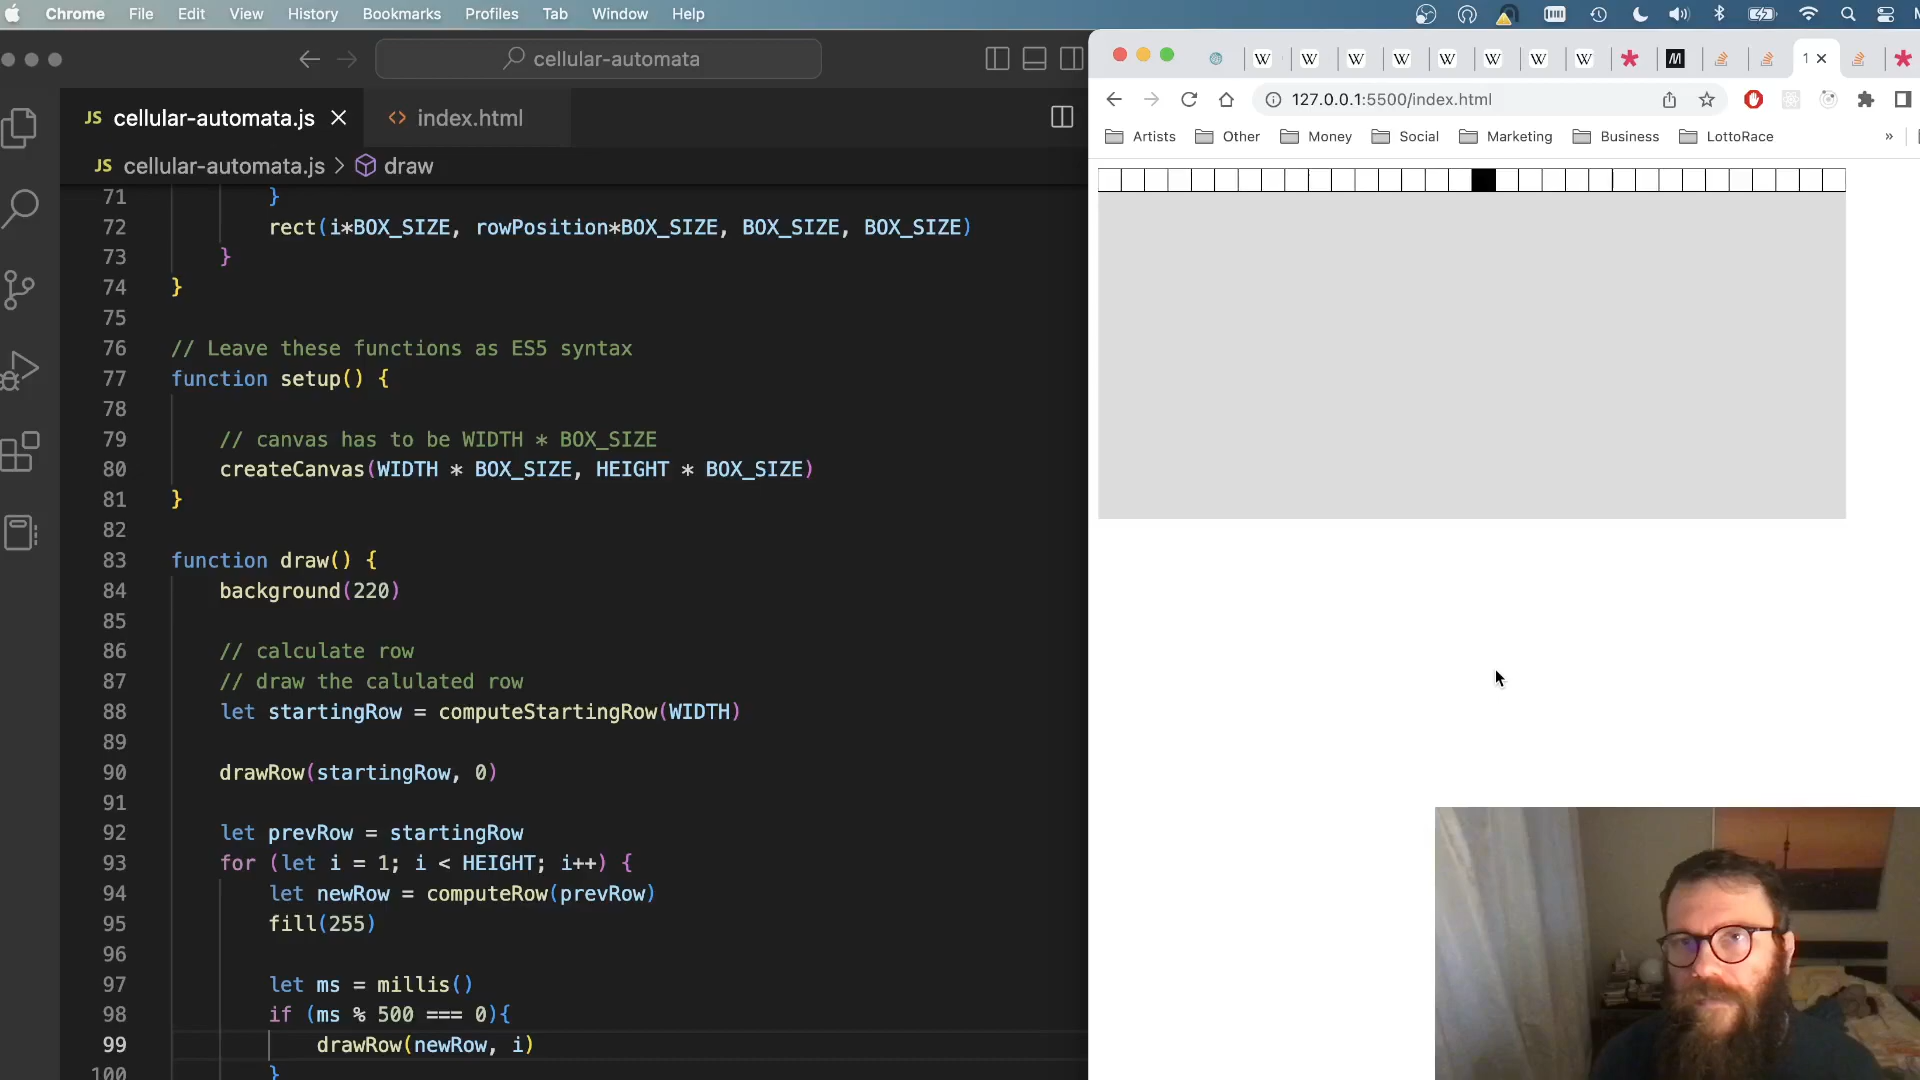 Chrome File Edit View History Bookmarks Profiles Tab Window Help
cellular-automata
JS cellular-automata.js <> index.html
JS cellular-automata.js > draw
71 }
72 rect(i*BOX_SIZE, rowPosition*BOX_SIZE, BOX_SIZE, BOX_SIZE)
73 }
74 }
75
76 // Leave these functions as ES5 syntax
77 function setup() {
78
79 // canvas has to be WIDTH * BOX_SIZE
80 createCanvas(WIDTH * BOX_SIZE, HEIGHT * BOX_SIZE)
81 }
82
83 function draw() {
84 background(220)
85
86 // calculate row
87 // draw the calulated row
88 let startingRow = computeStartingRow(WIDTH)
89
90 drawRow(startingRow, 0)
91
92 let prevRow = startingRow
93 for (let i = 1; i < HEIGHT; i++) {
94 let newRow = computeRow(prevRow)
95 fill(255)
96
97 let ms = millis()
98 if (ms % 500 === 0){
99 drawRow(newRow, i)
100 }
W W W W W W W W M 1
127.0.0.1:5500/index.html
Artists Other Money Social Marketing Business LottoRace »